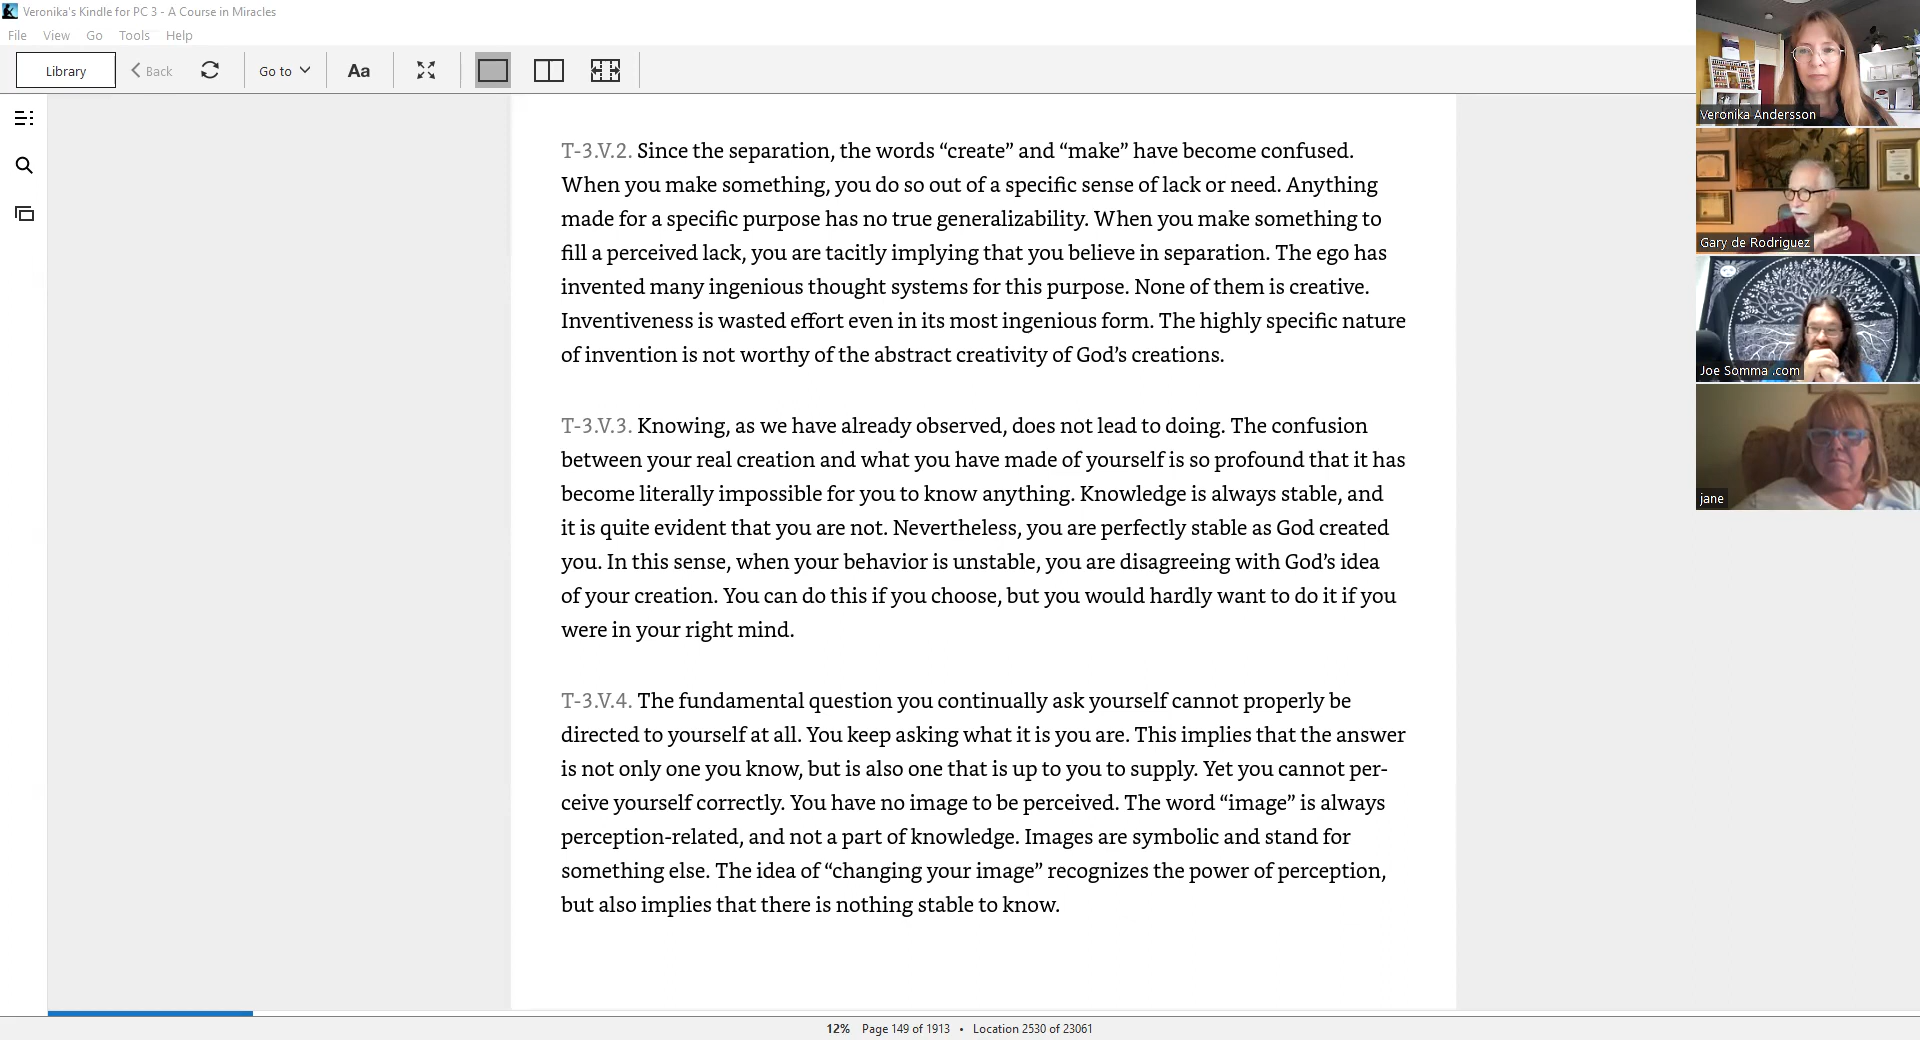 Veronika's Kindle for PC 3 - A Course in Miracles
File View Go Tools Help
Library Back Go to Aa
T-3.V.2. Since the separation, the words “create” and “make” have become confused.
When you make something, you do so out of a specific sense of lack or need. Anything
made for a specific purpose has no true generalizability. When you make something to
fill a perceived lack, you are tacitly implying that you believe in separation. The ego has
invented many ingenious thought systems for this purpose. None of them is creative.
Inventiveness is wasted effort even in its most ingenious form. The highly specific nature
of invention is not worthy of the abstract creativity of God’s creations.
T-3.V.3. Knowing, as we have already observed, does not lead to doing. The confusion
between your real creation and what you have made of yourself is so profound that it has
become literally impossible for you to know anything. Knowledge is always stable, and
it is quite evident that you are not. Nevertheless, you are perfectly stable as God created
you. In this sense, when your behavior is unstable, you are disagreeing with God’s idea
of your creation. You can do this if you choose, but you would hardly want to do it if you
were in your right mind.
T-3.V.4. The fundamental question you continually ask yourself cannot properly be
directed to yourself at all. You keep asking what it is you are. This implies that the answer
is not only one you know, but is also one that is up to you to supply. Yet you cannot per-
ceive yourself correctly. You have no image to be perceived. The word “image” is always
perception-related, and not a part of knowledge. Images are symbolic and stand for
something else. The idea of “changing your image” recognizes the power of perception,
but also implies that there is nothing stable to know.
12% Page 149 of 1913 • Location 2530 of 23061
Veronika Andersson
Gary de Rodriguez
Joe Somma .com
jane